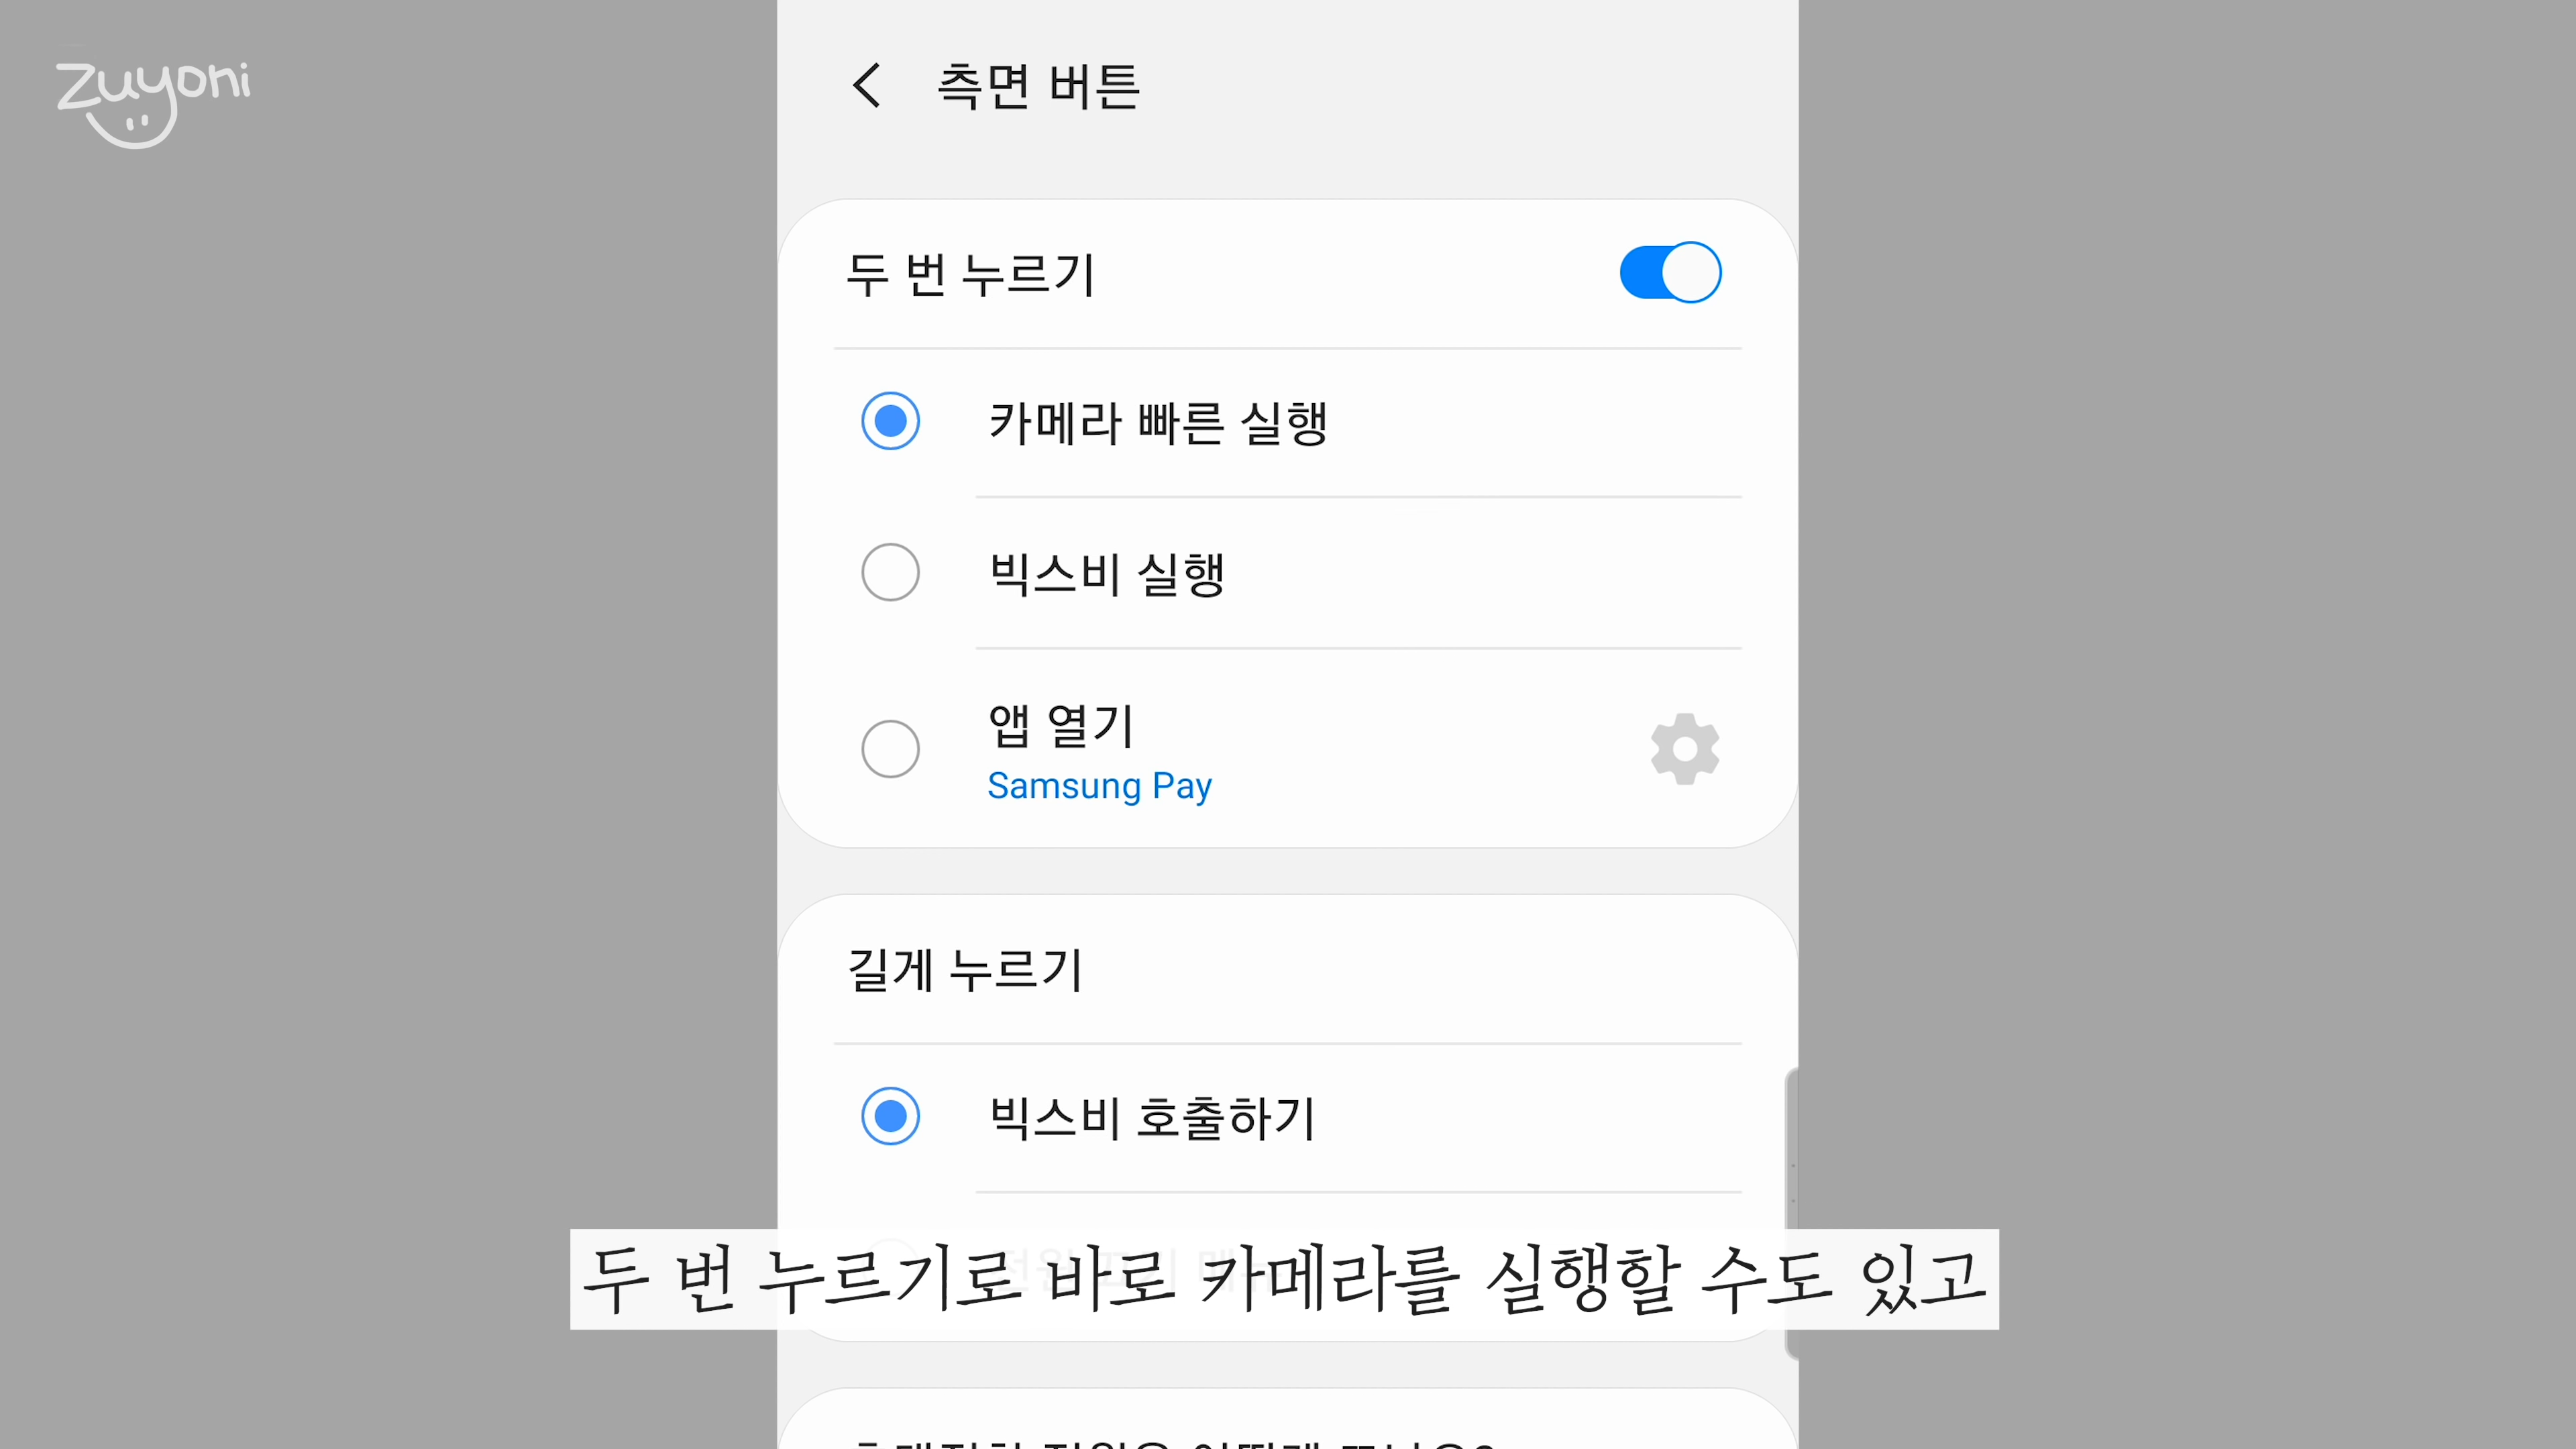 Zuyoni
측면 버튼
두 번 누르기
카메라 빠른 실행
빅스비 실행
앱 열기
Samsung Pay
길게 누르기
빅스비 호출하기
두 번 누르기로 바로 카메라를 실행할 수도 있고